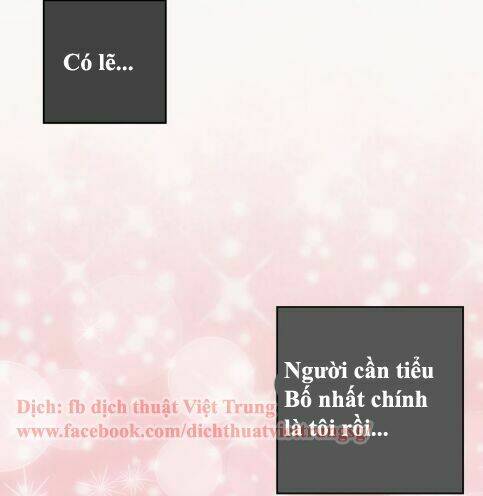 Có lẽ...
Người cần tiểu
Bố nhất chính
là tôi rồi...
Dịch: fb dịch thuật Việt Trung
www.facebook.com/dichthuatviettrung